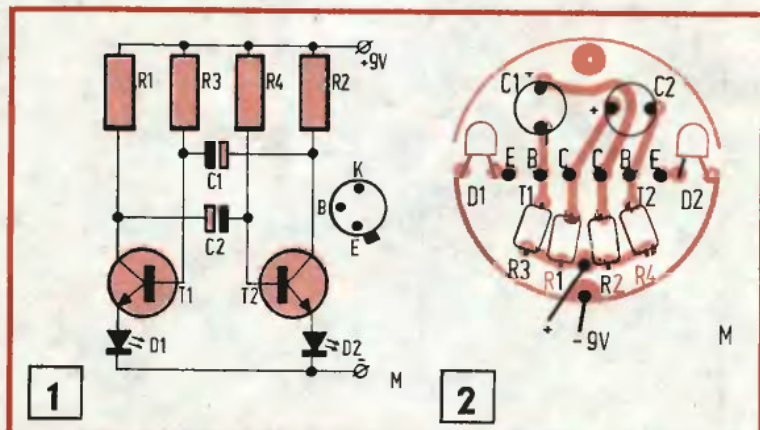 R1
R3
R4
R2
+9V
C1
C2
K
B
E
T1
T2
D1
D2
-
M
1
C1 +
+ C2
E B C C B E
D1
T1
T2
D2
R3
R1
R2
R4
+
-9V
M
2